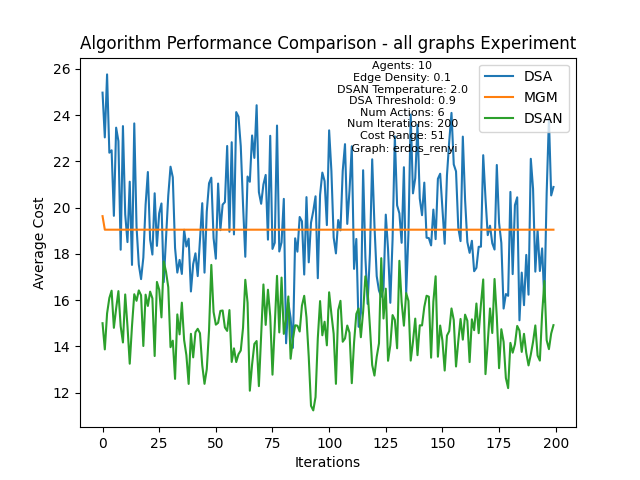 Algorithm Performance Comparison - all graphs Experiment
Agents: 10
Edge Density: 0.1
DSAN Temperature: 2.0
DSA Threshold: 0.9
Num Actions: 6
Num Iterations: 200
Cost Range: 51
Graph: erdos_renyi
DSA
MGM
DSAN
Average Cost
26
24
22
20
18
16
14
12
0 25 50 75 100 125 150 175 200
Iterations